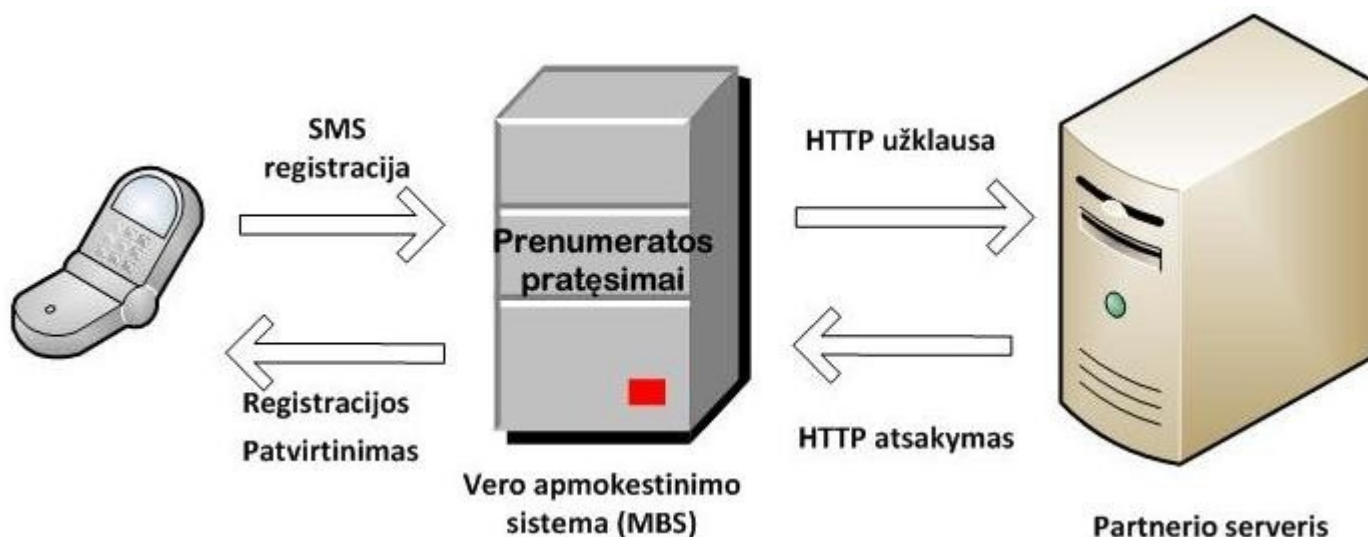 SMS
registracija
HTTP užklausa
Prenumeratos
pratęsimai
Registracijos
Patvirtinimas
HTTP atsakymas
Vero apmokestinimo
sistema (MBS)
Partnerio serveris